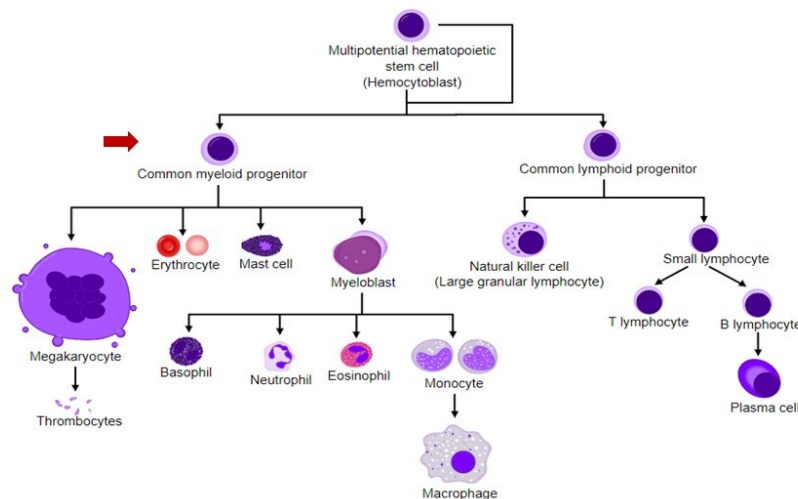 Multipotential hematopoietic
stem cell
(Hemocytoblast)
Common myeloid progenitor
Common lymphoid progenitor
Erythrocyte
Mast cell
Myeloblast
Natural killer cell
(Large granular lymphocyte)
Small lymphocyte
T lymphocyte
B lymphocyte
Megakaryocyte
Basophil
Neutrophil
Eosinophil
Monocyte
Plasma cell
Thrombocytes
Macrophage